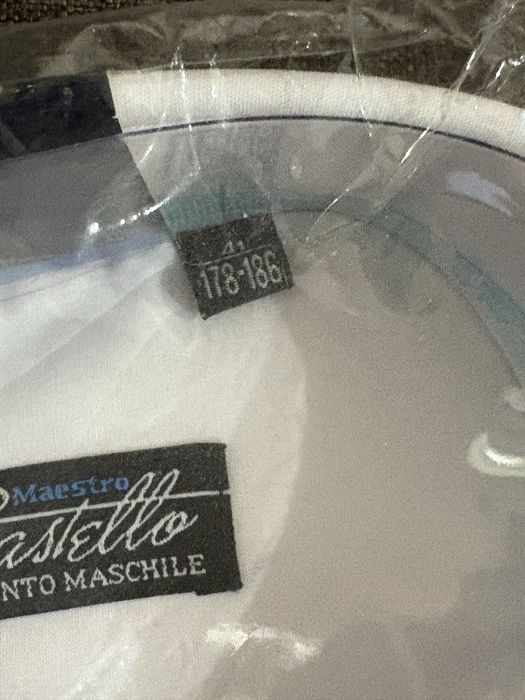 41
178-186
Maestro
astello
NTO MASCHILE